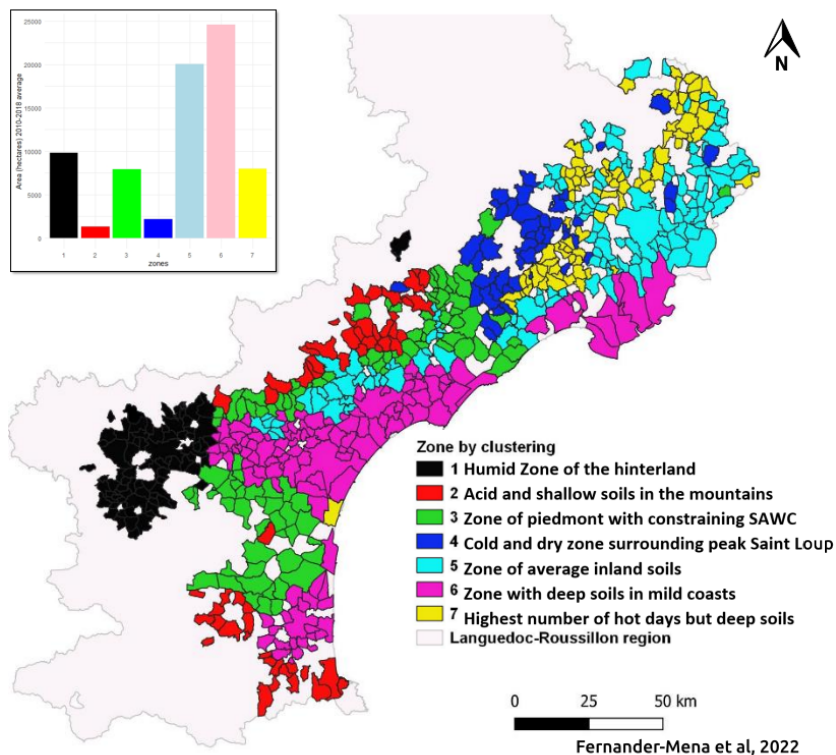 25000
20000
15000
10000
5000
0
Area (hectares) 2010-2018 average
1 2 3 4 5 6 7
zones
N
Zone by clustering
1 Humid Zone of the hinterland
2 Acid and shallow soils in the mountains
3 Zone of piedmont with constraining SAWC
4 Cold and dry zone surrounding peak Saint Loup
5 Zone of average inland soils
6 Zone with deep soils in mild coasts
7 Highest number of hot days but deep soils
Languedoc-Roussillon region
0 25 50 km
Fernander-Mena et al, 2022